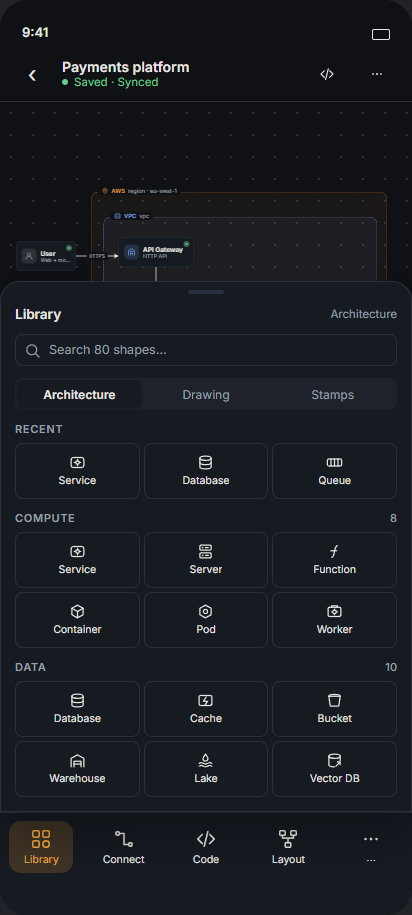 9:41
Payments platform
Saved · Synced
AWS region · eu-west-1
VPC vpc
User
Web + mo...
HTTPS
API Gateway
HTTP API
Library
Architecture
Search 80 shapes...
Architecture
Drawing
Stamps
RECENT
Service
Database
Queue
COMPUTE
8
Service
Server
Function
Container
Pod
Worker
DATA
10
Database
Cache
Bucket
Warehouse
Lake
Vector DB
Library
Connect
Code
Layout
...